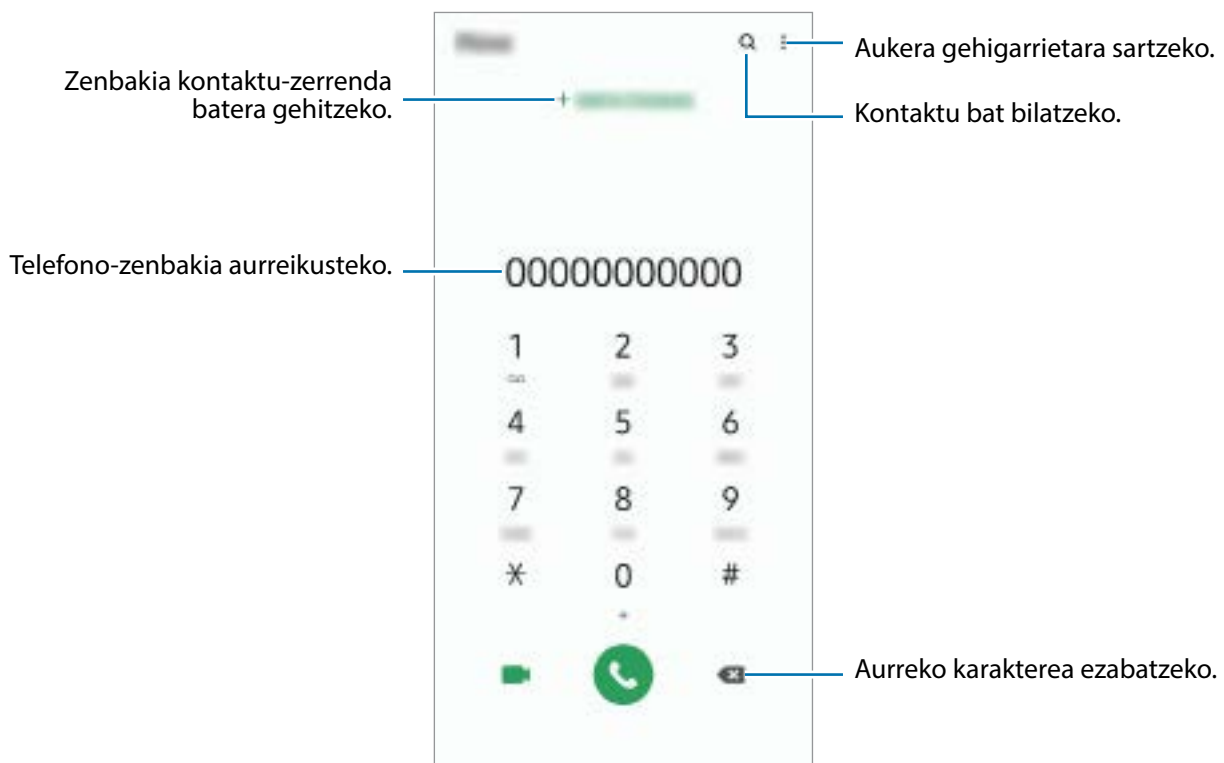 Aukera gehigarrietara sartzeko.
Zenbakia kontaktu-zerrenda
batera gehitzeko.
+
Kontaktu bat bilatzeko.
Telefono-zenbakia aurreikusteko.
00000000000
1 2 3
4 5 6
7 8 9
* 0 #
+
Aurreko karakterea ezabatzeko.